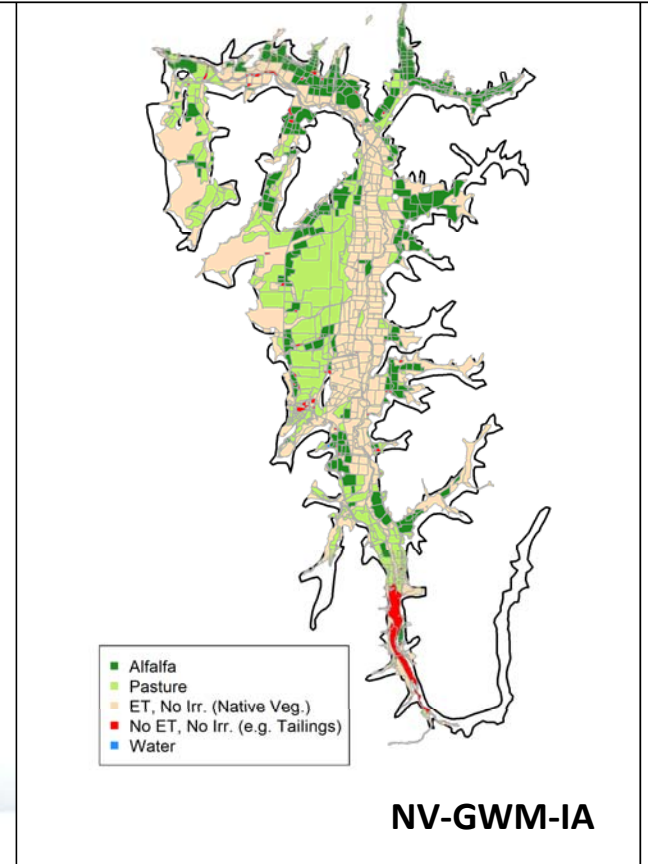 Alfalfa
Pasture
ET, No Irr. (Native Veg.)
No ET, No Irr. (e.g. Tailings)
Water
NV-GWM-IA